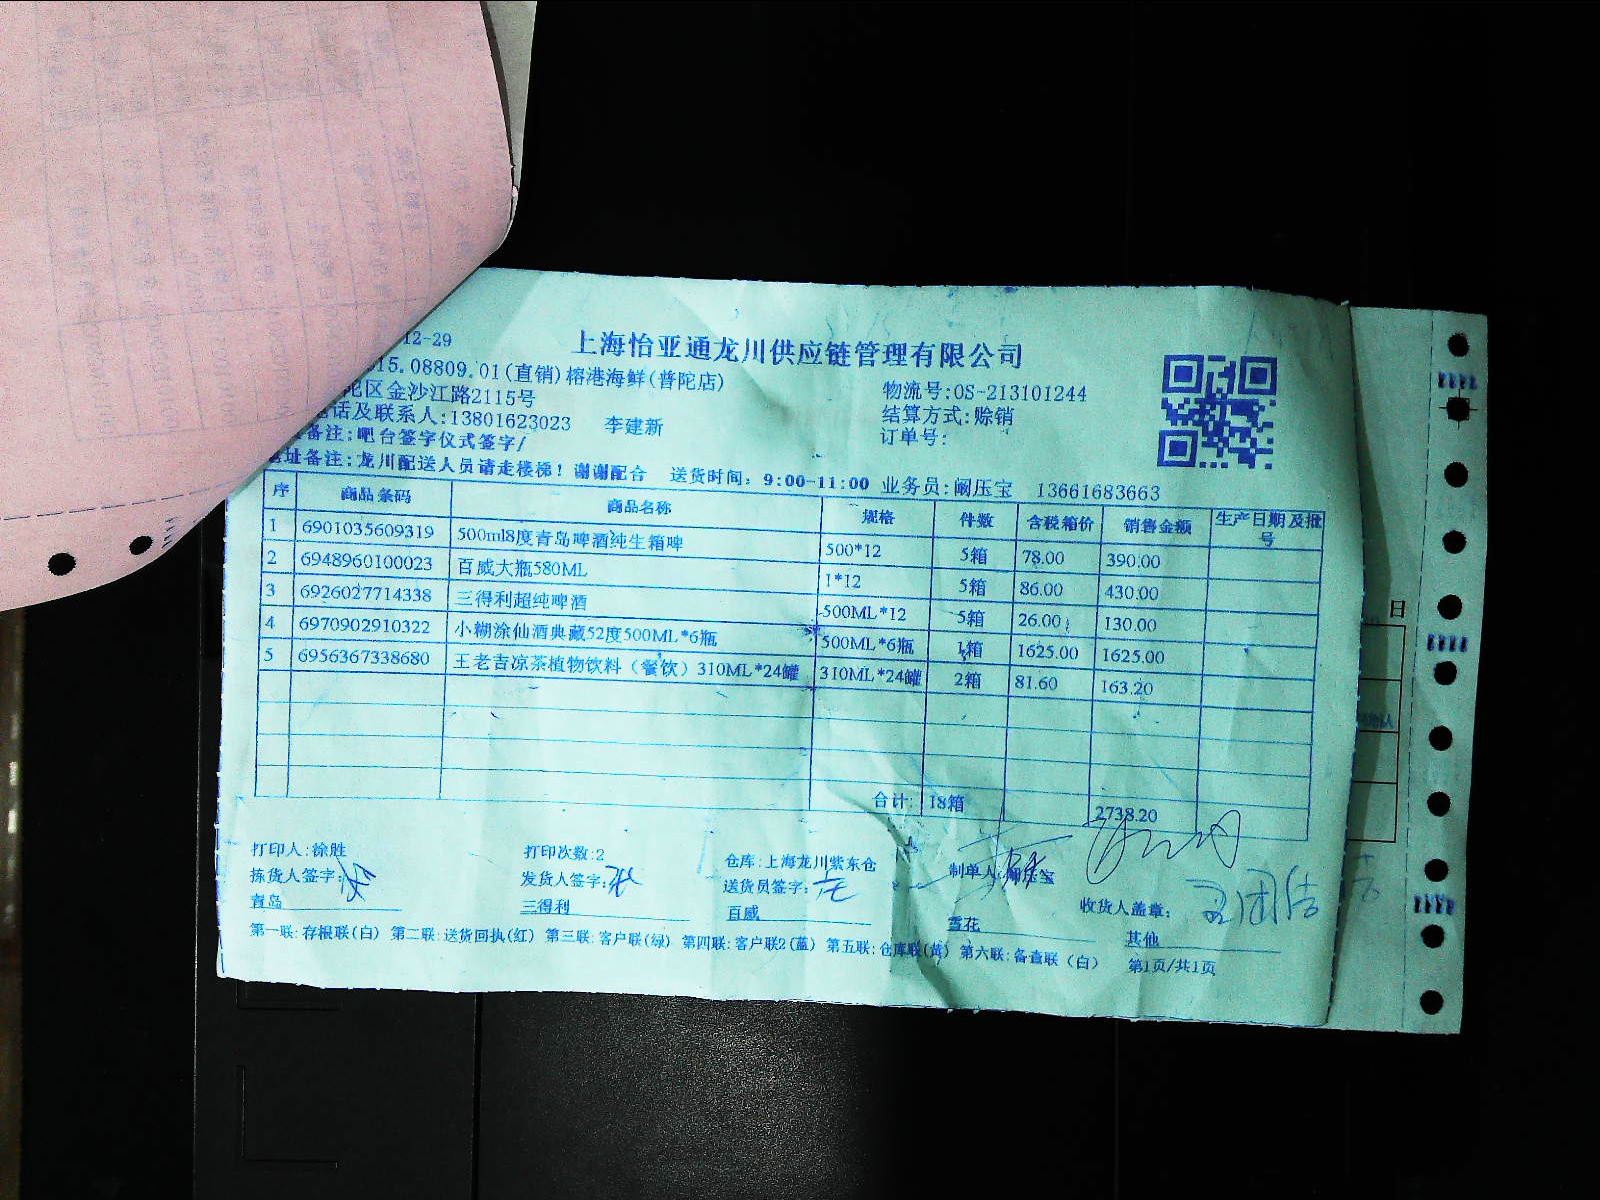 12-29
上海怡亚通龙川供应链管理有限公司
15.08809.01(直销)榕港海鲜(普陀店)
物流号:OS-213101244
陀区金沙江路2115号
结算方式:赊销
电话及联系人:13801623023 李建新
订单号:
备注:吧台签字仪式签字/
地址备注:龙川配送人员请走楼梯！谢谢配合 送货时间：9:00-11:00 业务员:阚压宝 13661683663
序 商品条码 商品名称 规格 件数 含税箱价 销售金额 生产日期及批号
1 6901035609319 500ml8度青岛啤酒纯生箱啤 500*12 5箱 78.00 390.00
2 6948960100023 百威大瓶580ML 1*12 5箱 86.00 430.00
3 6926027714338 三得利超纯啤酒 500ML*12 5箱 26.00 130.00
4 6970902910322 小糊涂仙酒典藏52度500ML*6瓶 500ML*6瓶 1箱 1625.00 1625.00
5 6956367338680 王老吉凉茶植物饮料（餐饮）310ML*24罐 310ML*24罐 2箱 81.60 163.20
合计: 18箱 2738.20
打印人:徐胜 打印次数:2 仓库:上海龙川紫东仓 制单人:阚压宝
拣货人签字: 发货人签字: 送货员签字: 收货人盖章:
青岛 三得利 百威 雪花 其他
第一联:存根联(白) 第二联:送货回执(红) 第三联:客户联(绿) 第四联:客户联2(蓝) 第五联:仓库联(黄) 第六联:备查联（白） 第1页/共1页
日